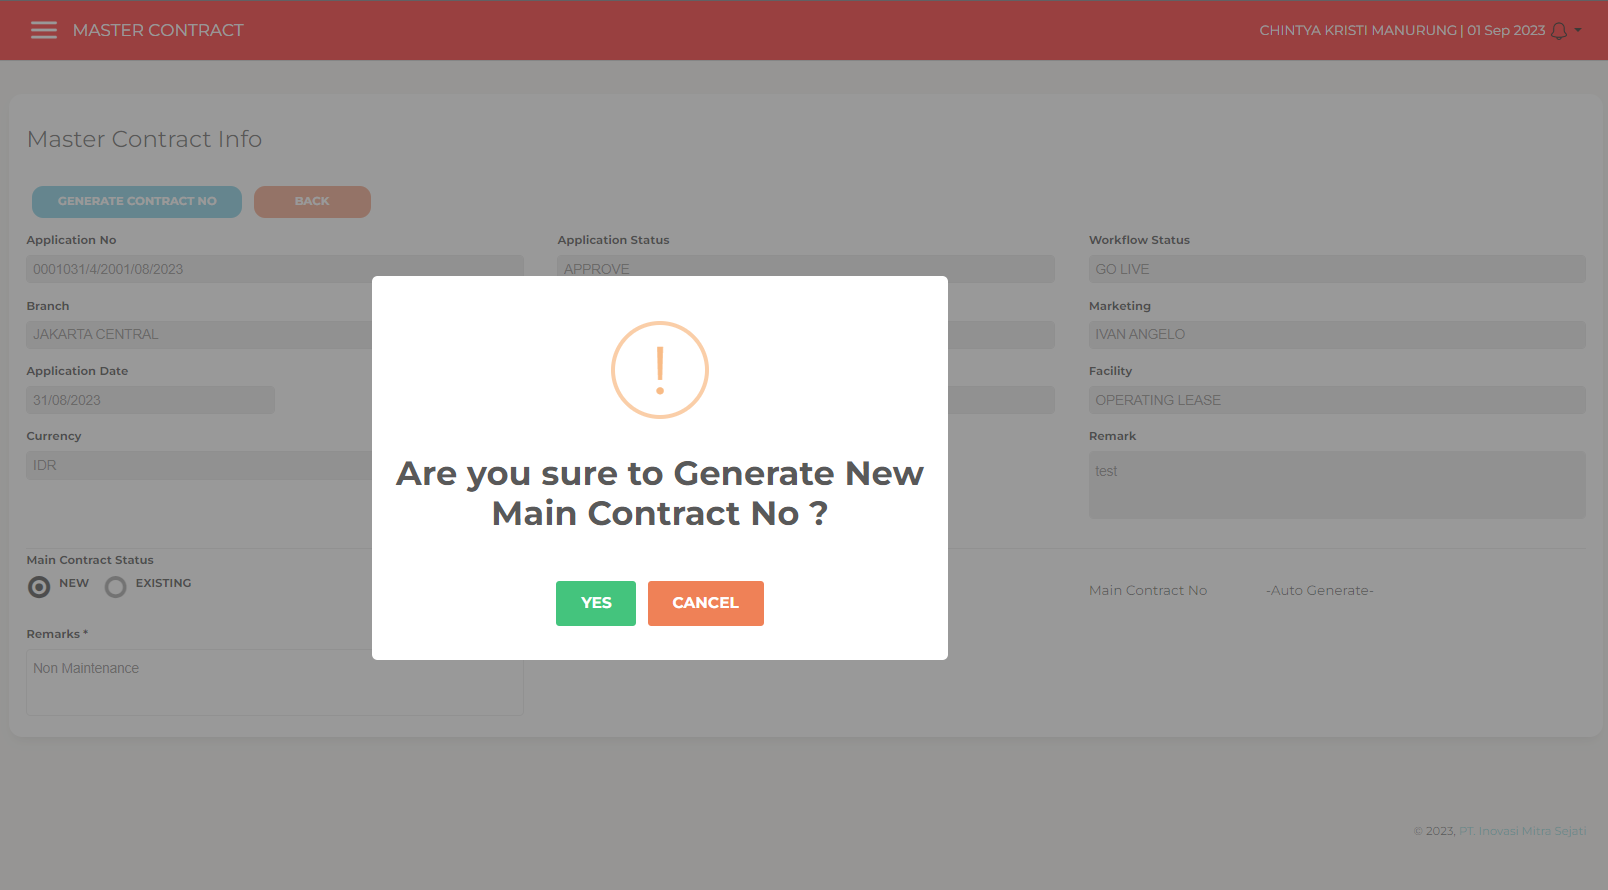 MASTER CONTRACT
CHINTYA KRISTI MANURUNG | 01 Sep 2023
Master Contract Info
GENERATE CONTRACT NO
BACK
Application No
Application Status
Workflow Status
0001031/4/2001/08/2023
APPROVE
GO LIVE
Branch
Marketing
JAKARTA CENTRAL
IVAN ANGELO
Application Date
Facility
31/08/2023
OPERATING LEASE
Currency
Remark
IDR
test
!
Are you sure to Generate New
Main Contract No ?
YES
CANCEL
Main Contract Status
NEW
EXISTING
Main Contract No
-Auto Generate-
Remarks *
Non Maintenance
© 2023, PT. Inovasi Mitra Sejati